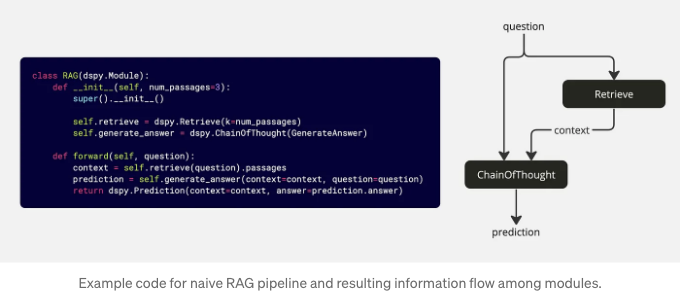 class RAG(dspy.Module):
    def __init__(self, num_passages=3):
        super().__init__()

        self.retrieve = dspy.Retrieve(k=num_passages)
        self.generate_answer = dspy.ChainOfThought(GenerateAnswer)

    def forward(self, question):
        context = self.retrieve(question).passages
        prediction = self.generate_answer(context=context, question=question)
        return dspy.Prediction(context=context, answer=prediction.answer)
question
Retrieve
context
ChainOfThought
prediction
Example code for naive RAG pipeline and resulting information flow among modules.